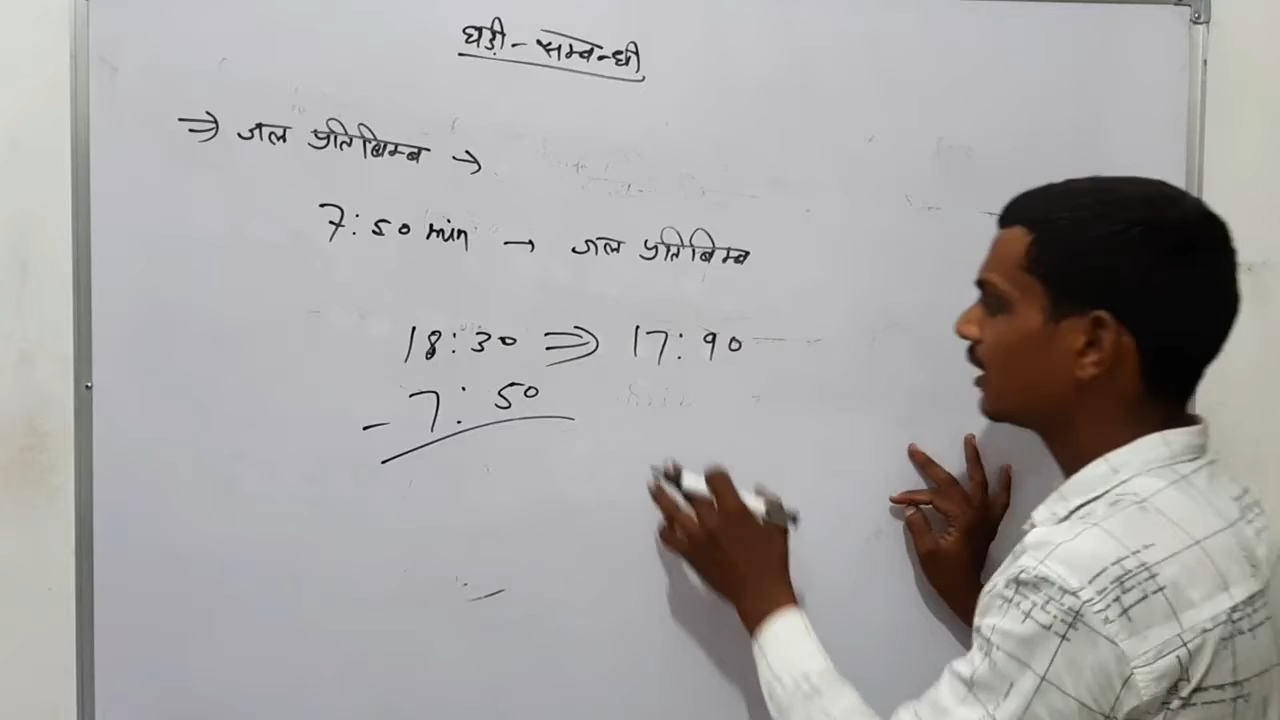 घड़ी - सम्बन्धी
⇒ जल प्रतिबिम्ब →
7:50 min → जल प्रतिबिम्ब
18:30 ⇒ 17:90
- 7:50